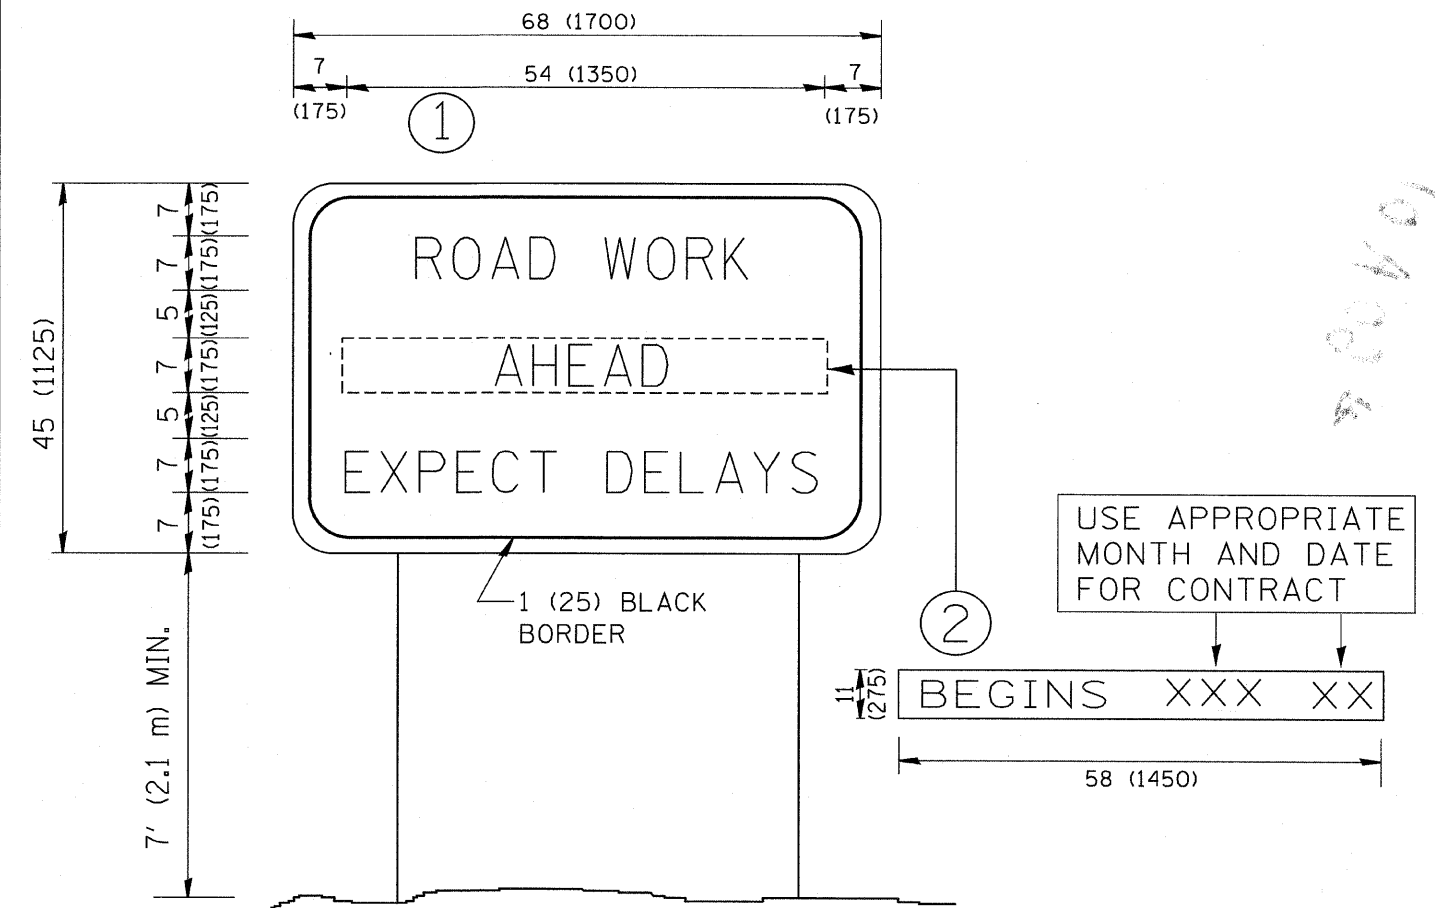 68 (1700)
7
54 (1350)
7
(175)
(175)
1
45 (1125)
7
(175)
7
(175)
5
(125)
7
(175)
5
(125)
7
(175)
7
(175)
ROAD WORK
AHEAD
EXPECT DELAYS
1 (25) BLACK
BORDER
7' (2.1 m) MIN.
USE APPROPRIATE
MONTH AND DATE
FOR CONTRACT
2
11
(275)
BEGINS XXX XX
58 (1450)